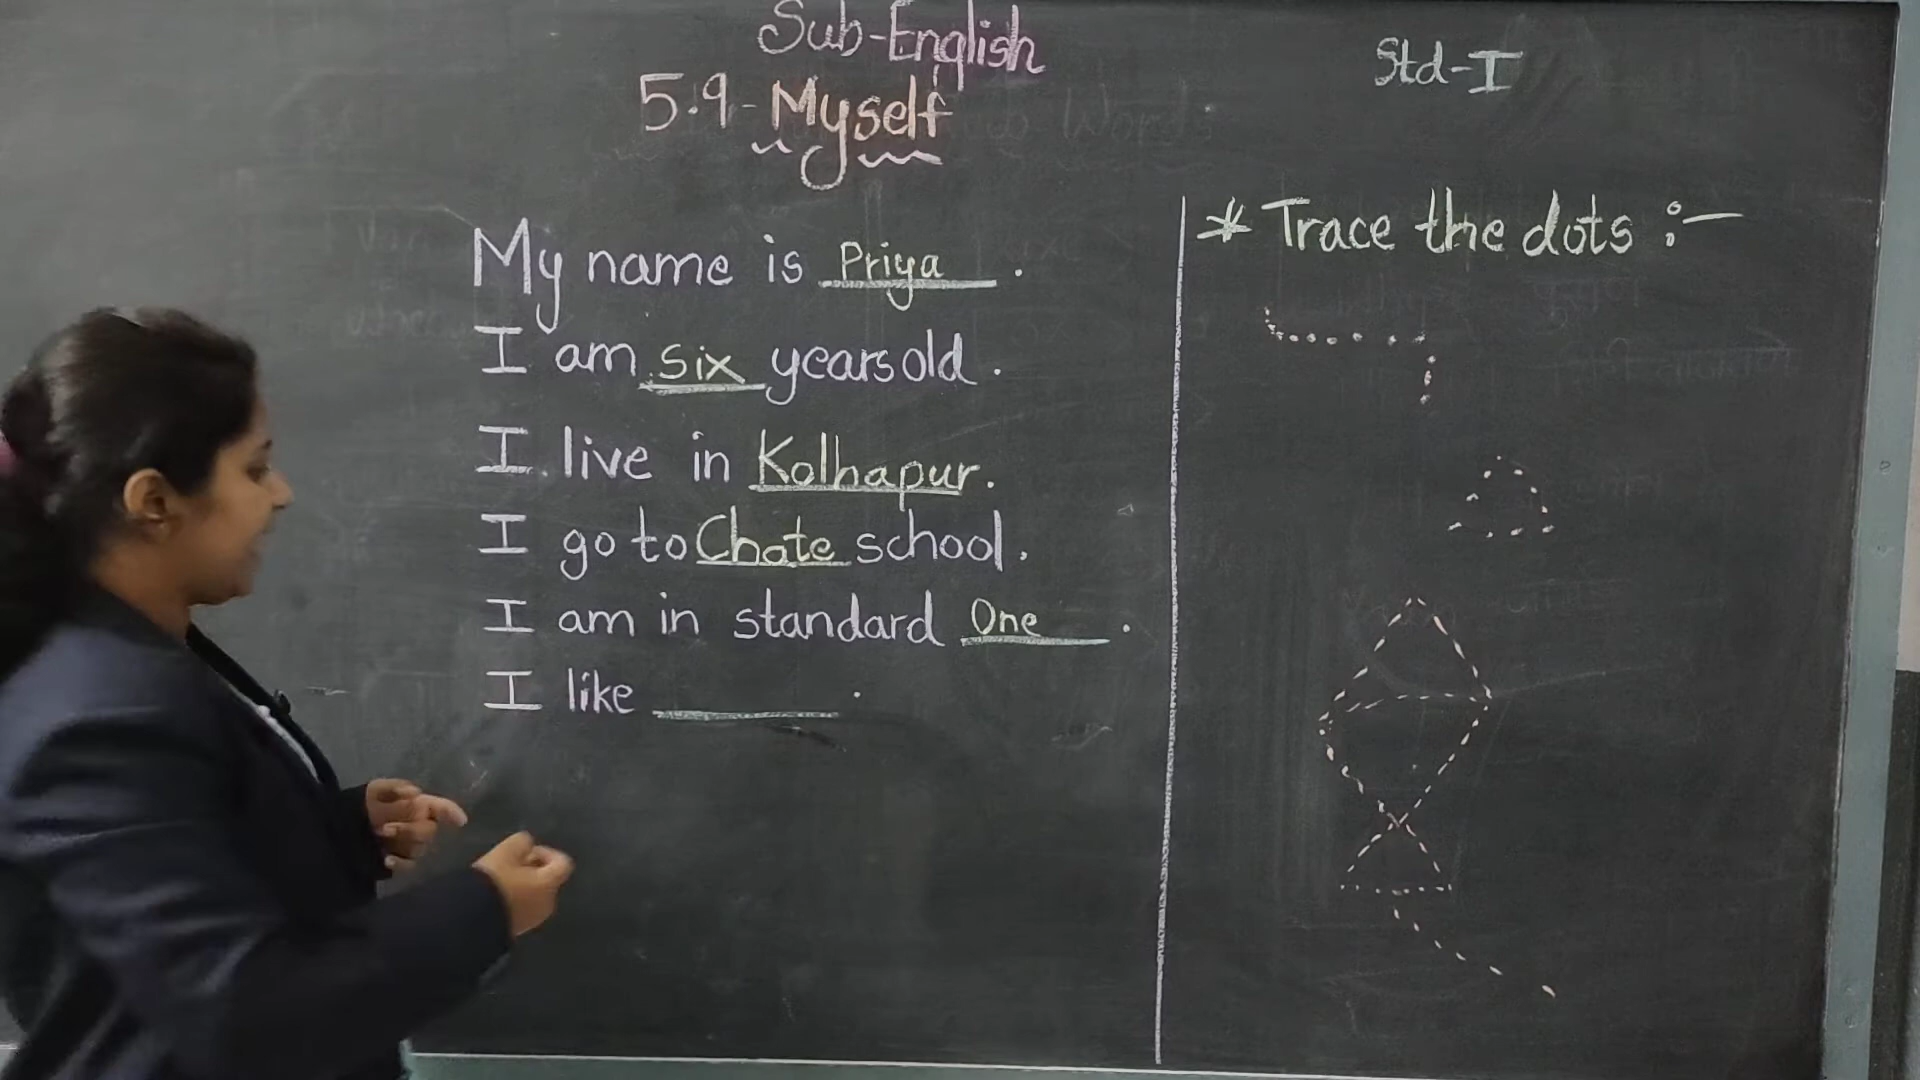 Sub-English
Std-I
5.9-Myself
My name is Priya.
I am six years old.
I live in Kolhapur.
I go to Chate school.
I am in standard One.
I like ______.
* Trace the dots :-